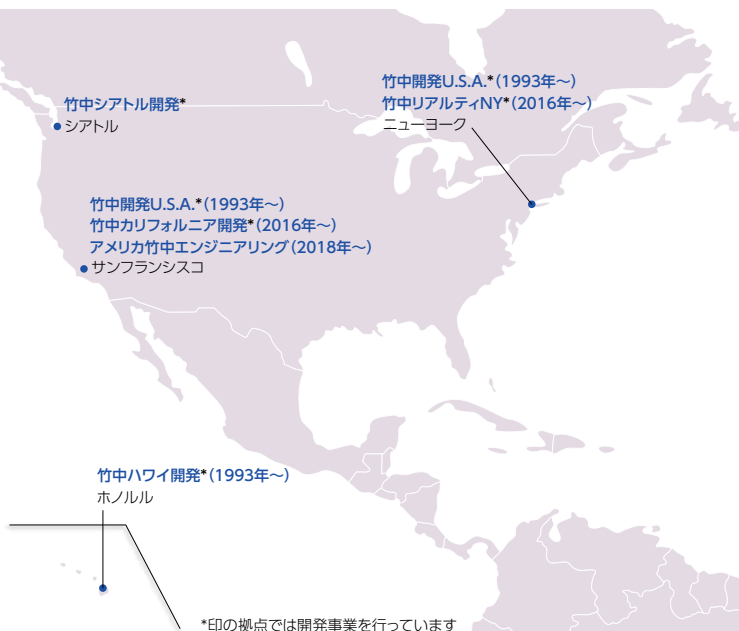 竹中シアトル開発*
シアトル
竹中開発U.S.A.*(1993年～)
竹中リアルティNY*(2016年～)
ニューヨーク
竹中開発U.S.A.*(1993年～)
竹中カリフォルニア開発*(2016年～)
アメリカ竹中エンジニアリング(2018年～)
サンフランシスコ
竹中ハワイ開発*(1993年～)
ホノルル
*印の拠点では開発事業を行っています